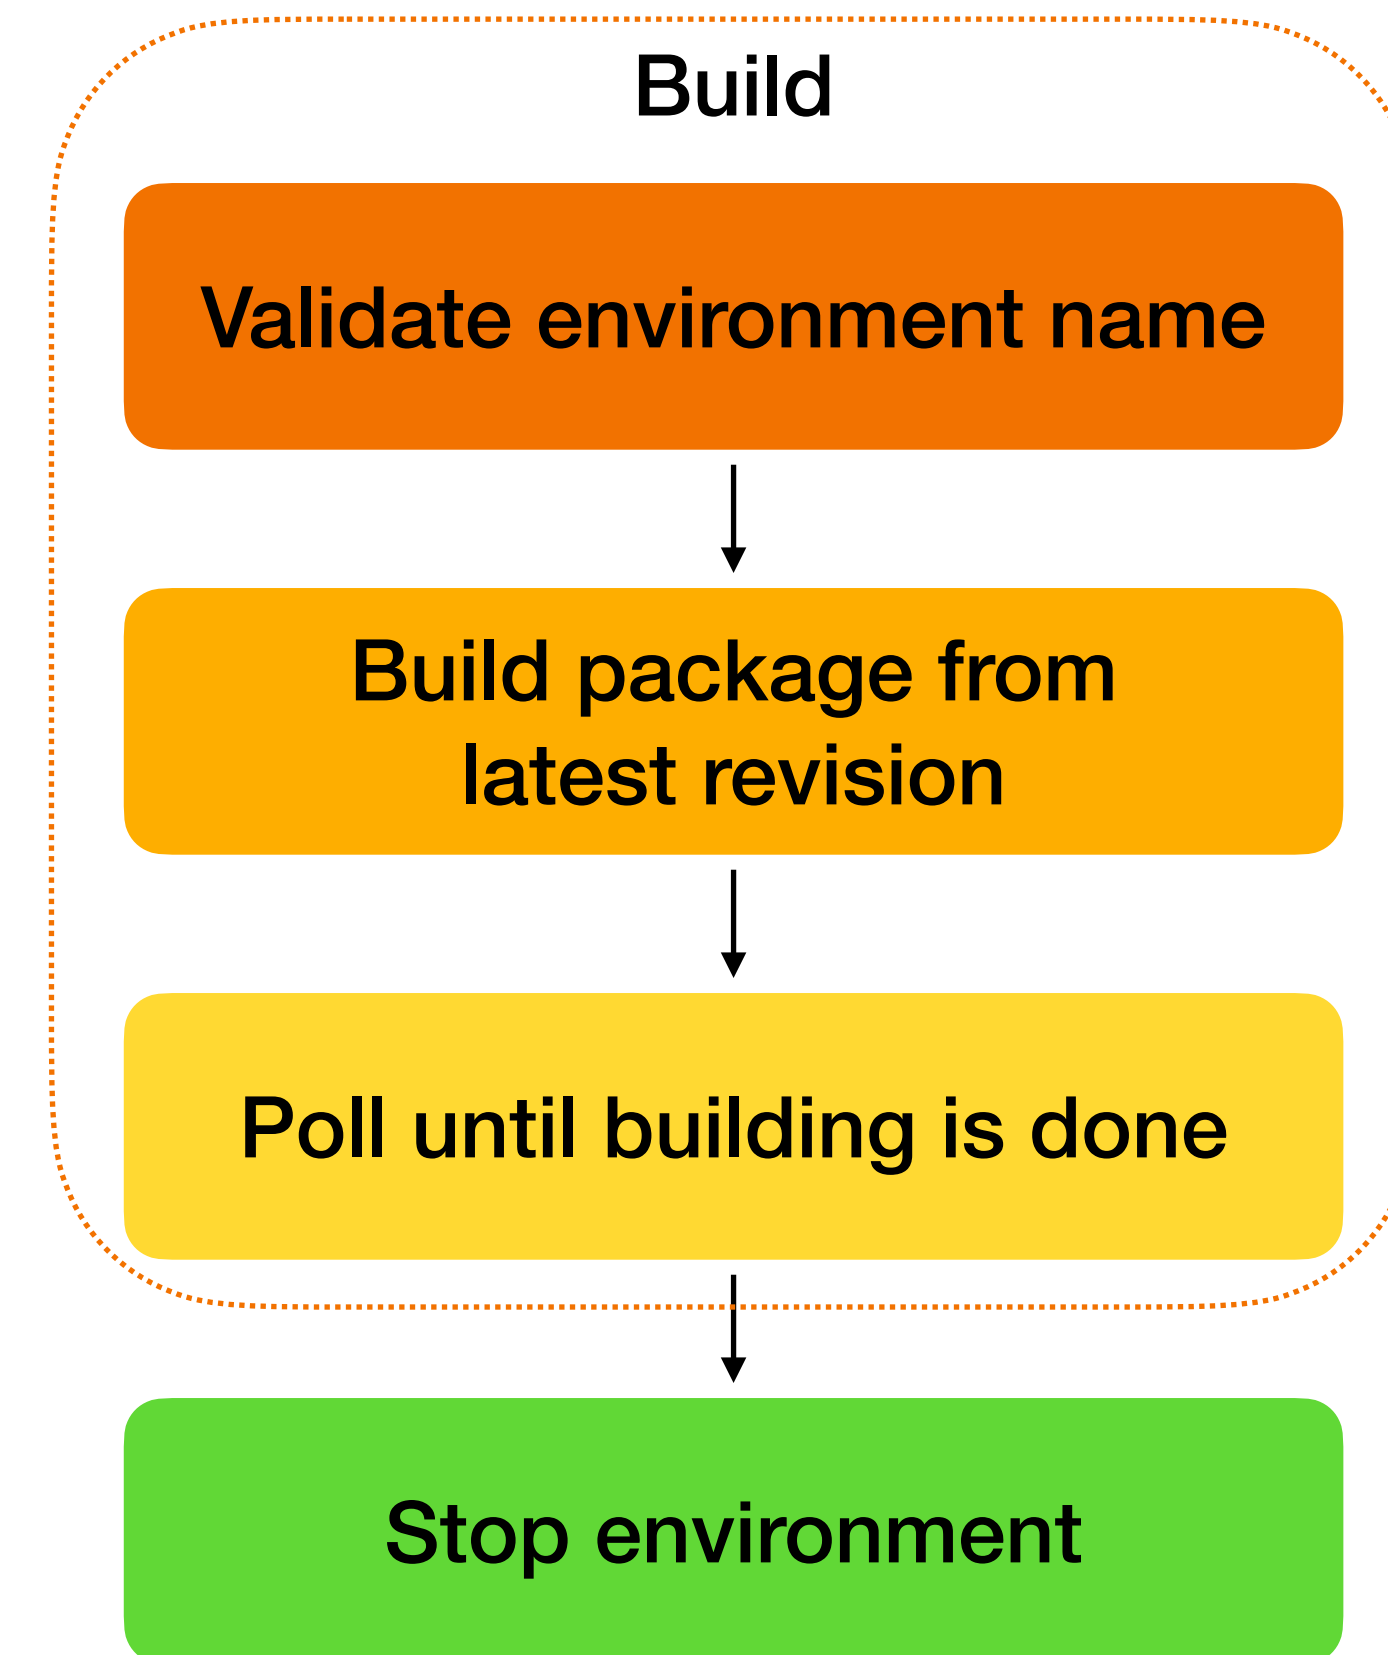 Build
Validate environment name
Build package from
latest revision
Poll until building is done
Stop environment